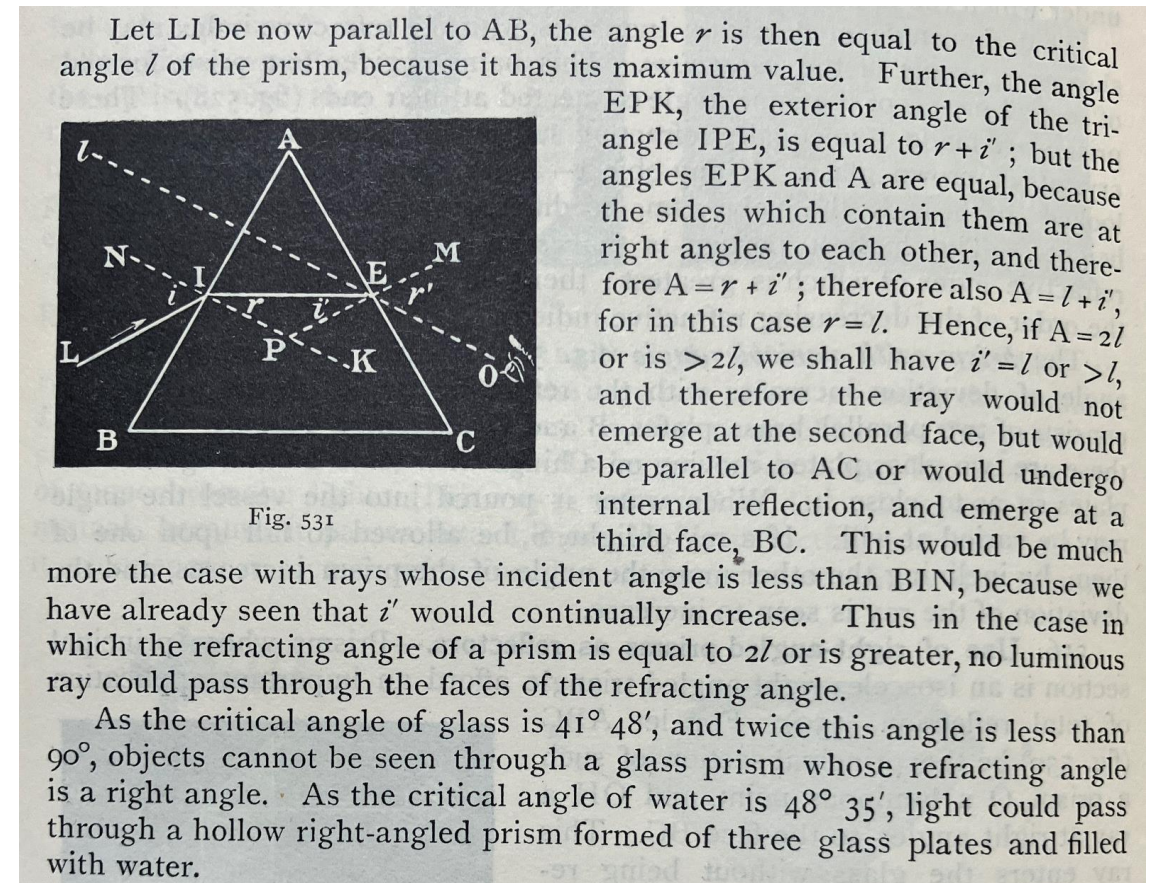 Let LI be now parallel to AB, the angle r is then equal to the critical
angle l of the prism, because it has its maximum value. Further, the angle
EPK, the exterior angle of the tri-
angle IPE, is equal to r + i″ ; but the
angles EPK and A are equal, because
the sides which contain them are at
right angles to each other, and there-
fore A = r + i″ ; therefore also A = l + i″,
for in this case r = l. Hence, if A = 2l
or is >2l, we shall have i″ = l or >l,
and therefore the ray would not
emerge at the second face, but would
be parallel to AC or would undergo
internal reflection, and emerge at a
third face, BC. This would be much
l
A
N
M
I
E
i
r
i′
r′
L
P
K
O
B
C
Fig. 531
more the case with rays whose incident angle is less than BIN, because we
have already seen that i″ would continually increase. Thus in the case in
which the refracting angle of a prism is equal to 2l or is greater, no luminous
ray could pass through the faces of the refracting angle.
As the critical angle of glass is 41° 48′, and twice this angle is less than
90°, objects cannot be seen through a glass prism whose refracting angle
is a right angle. As the critical angle of water is 48° 35′, light could pass
through a hollow right-angled prism formed of three glass plates and filled
with water.